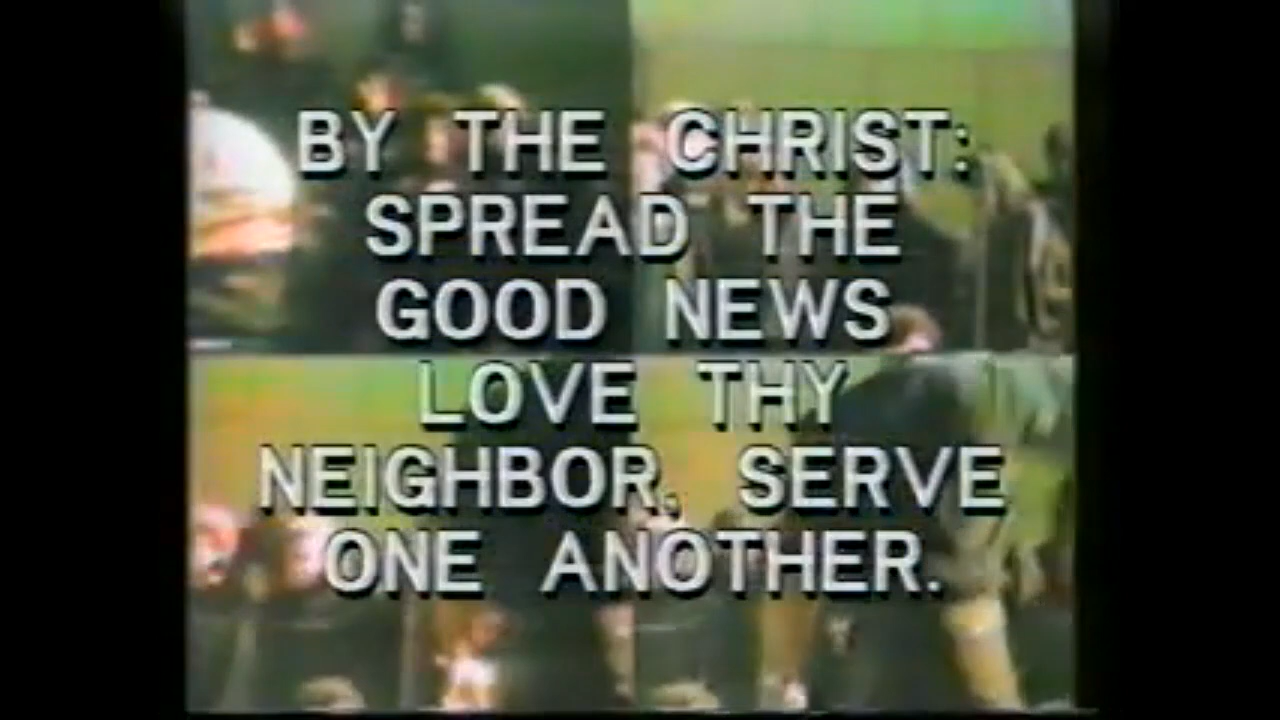 BY THE CHRIST:
SPREAD THE
GOOD NEWS
LOVE THY
NEIGHBOR, SERVE
ONE ANOTHER.